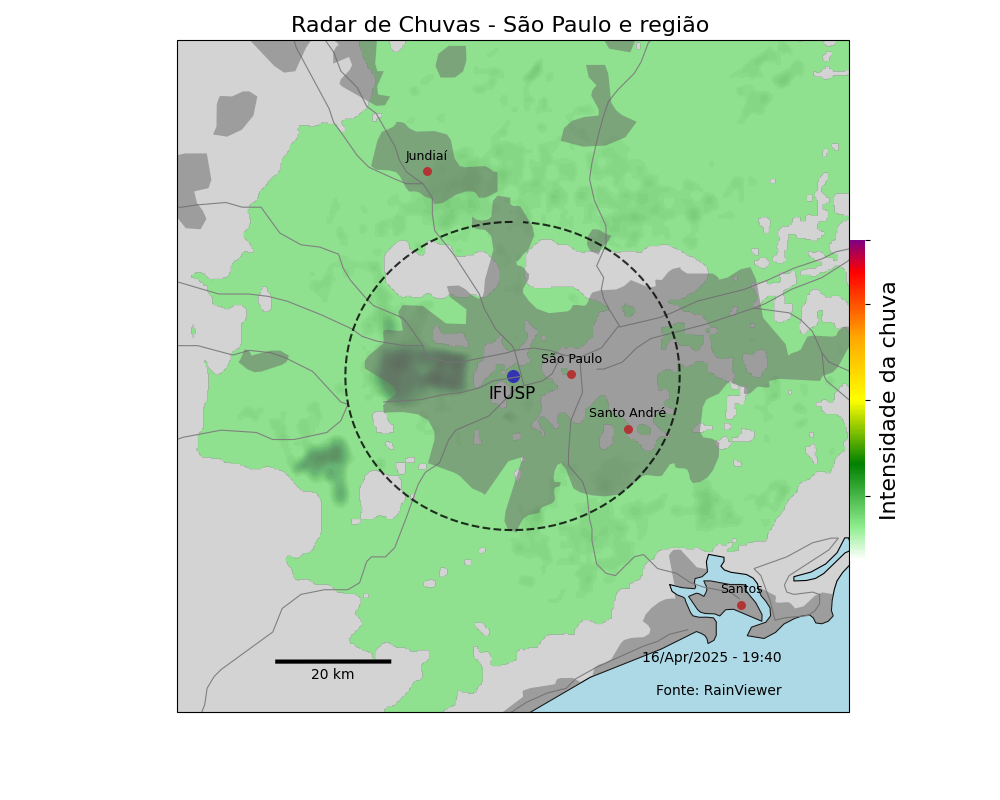 Radar de Chuvas - São Paulo e região
Jundiaí
São Paulo
IFUSP
Santo André
Intensidade da chuva
Santos
16/Apr/2025 - 19:40
20 km
Fonte: RainViewer